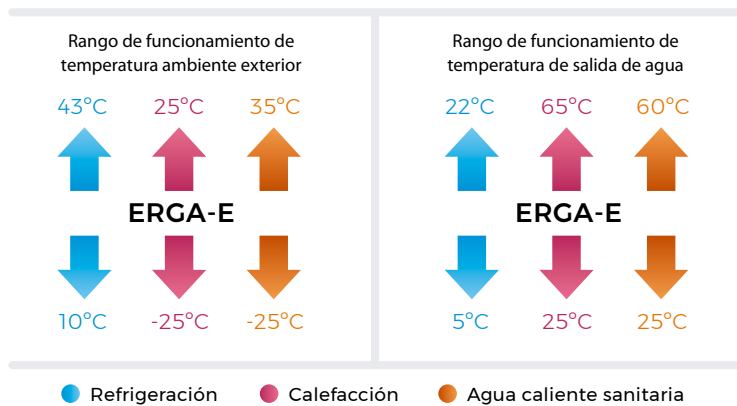 Rango de funcionamiento de
temperatura ambiente exterior
43°C 25°C 35°C
ERGA-E
10°C -25°C -25°C
Rango de funcionamiento de
temperatura de salida de agua
22°C 65°C 60°C
ERGA-E
5°C 25°C 25°C
Refrigeración Calefacción Agua caliente sanitaria